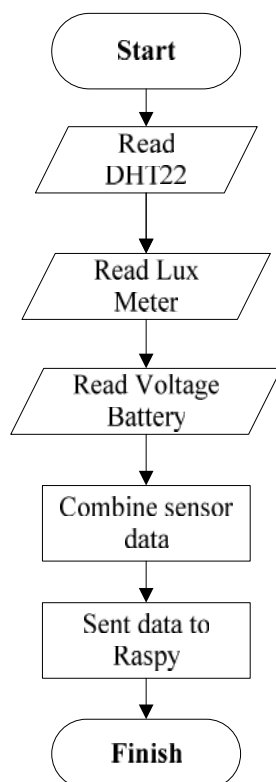 Start
Read
DHT22
Read Lux
Meter
Read Voltage
Battery
Combine sensor
data
Sent data to
Raspy
Finish